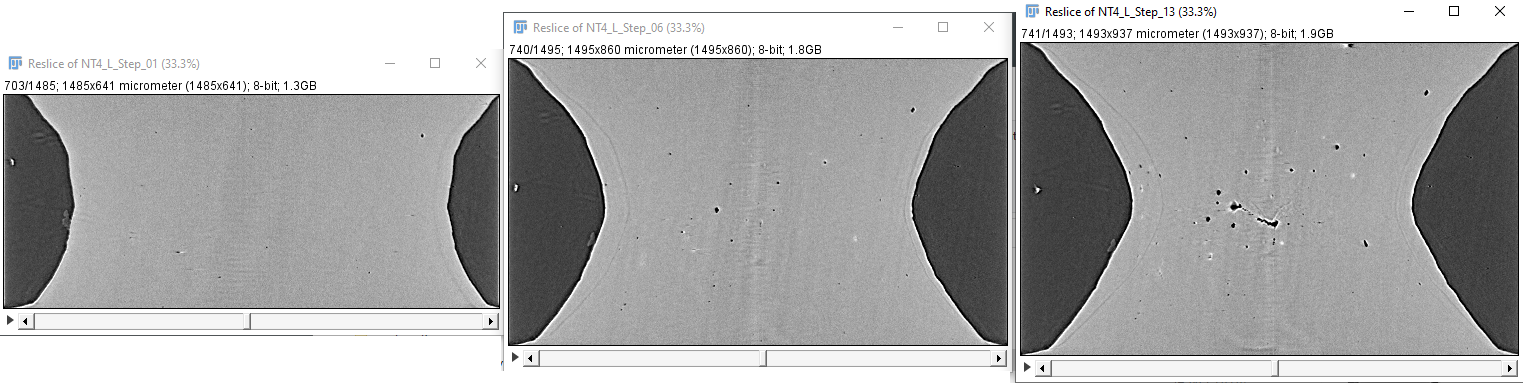 Reslice of NT4_L_Step_01 (33.3%)
703/1485; 1485x641 micrometer (1485x641); 8-bit; 1.3GB
Reslice of NT4_L_Step_06 (33.3%)
740/1495; 1495x860 micrometer (1495x860); 8-bit; 1.8GB
Reslice of NT4_L_Step_13 (33.3%)
741/1493; 1493x937 micrometer (1493x937); 8-bit; 1.9GB